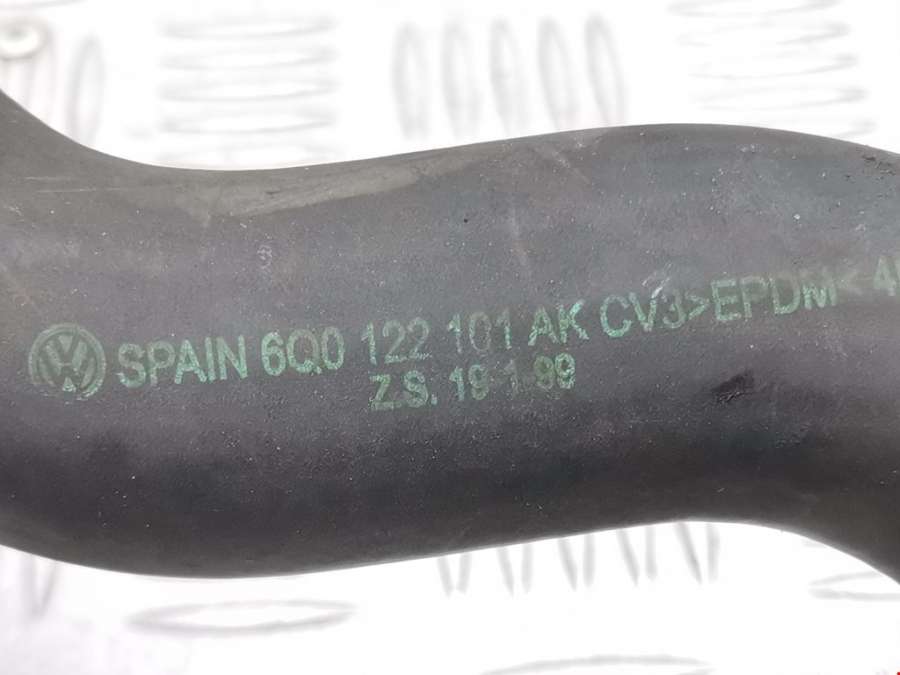 SPAIN 6Q0 122 101 AK CV3>EPDM<
Z.S. 19-1-99